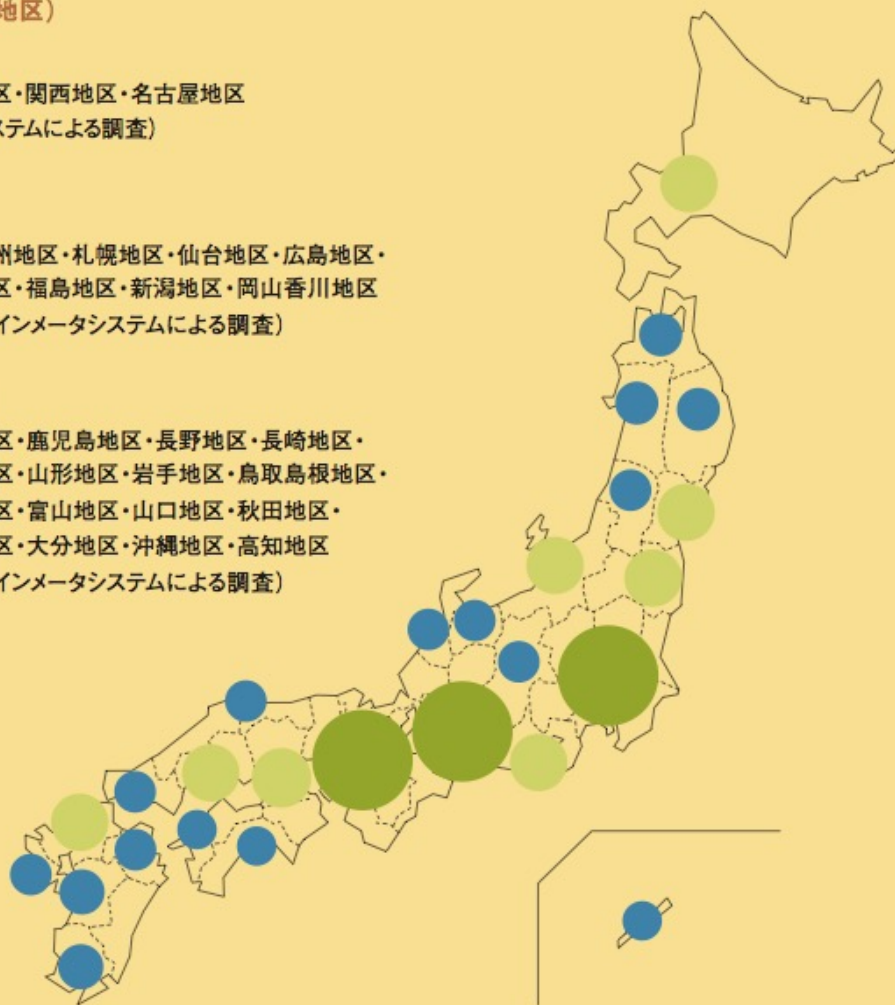 地区）
区・関西地区・名古屋地区
ステムによる調査）
州地区・札幌地区・仙台地区・広島地区・
区・福島地区・新潟地区・岡山香川地区
インメータシステムによる調査）
区・鹿児島地区・長野地区・長崎地区・
区・山形地区・岩手地区・鳥取島根地区・
区・富山地区・山口地区・秋田地区・
区・大分地区・沖縄地区・高知地区
インメータシステムによる調査）